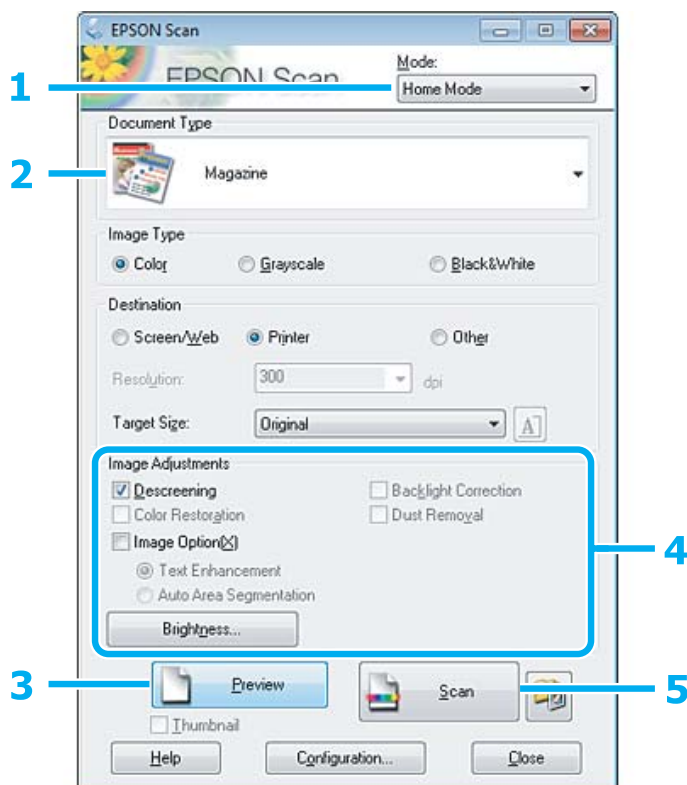 EPSON Scan
EPSON Scan
Mode:
1
Home Mode
Document Type
2
Magazine
Image Type
Color Grayscale Black&White
Destination
Screen/Web Printer Other
Resolution: 300 dpi
Target Size: Original A
Image Adjustments
Descreening Backlight Correction
Color Restoration Dust Removal
Image Option(X)
4
Text Enhancement
Auto Area Segmentation
Brightness...
3 Preview Scan 5
Thumbnail
Help Configuration... Close